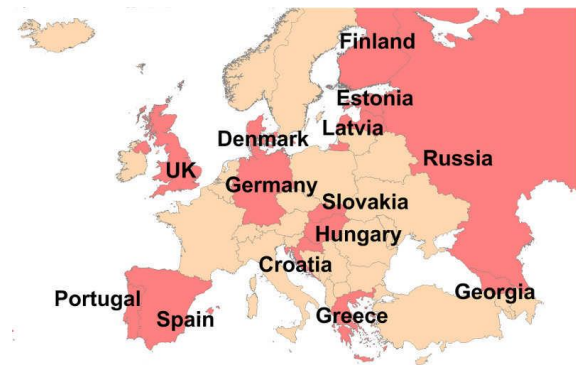 Finland
Estonia
Denmark
Latvia
Russia
UK
Germany
Slovakia
Hungary
Croatia
Georgia
Portugal
Spain
Greece